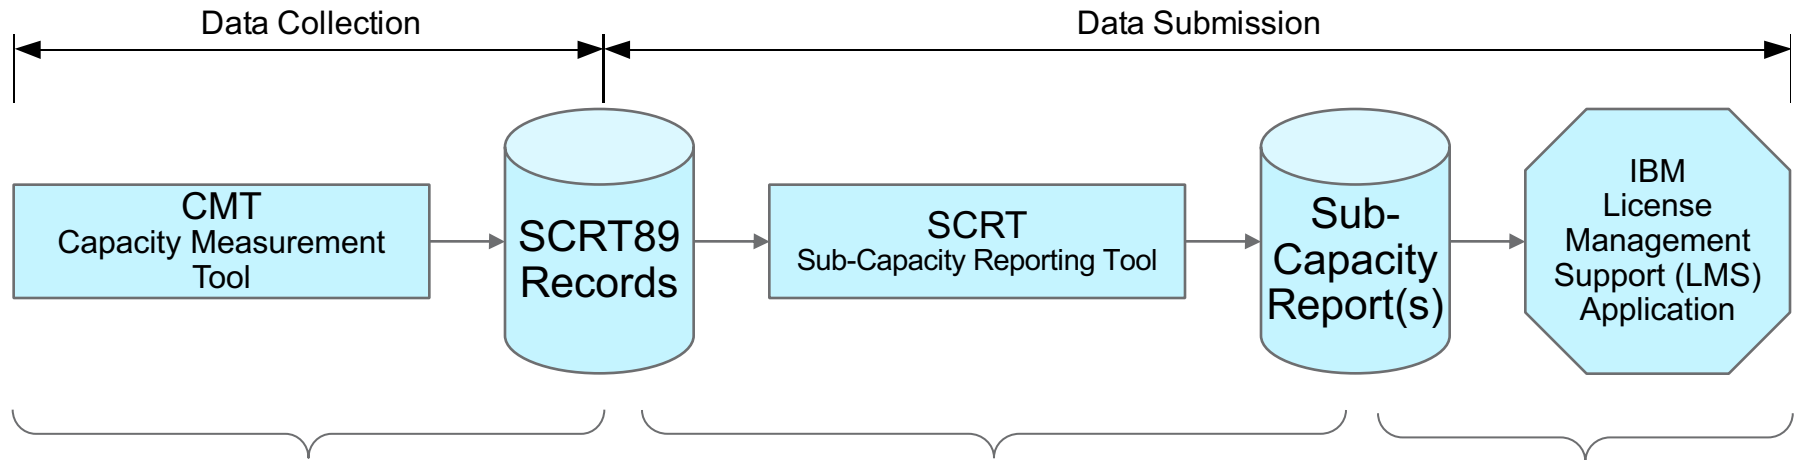 Data Collection
Data Submission
CMT
Capacity Measurement
Tool
SCRT89
Records
SCRT
Sub-Capacity Reporting Tool
Sub-
Capacity
Report(s)
IBM
License
Management
Support (LMS)
Application